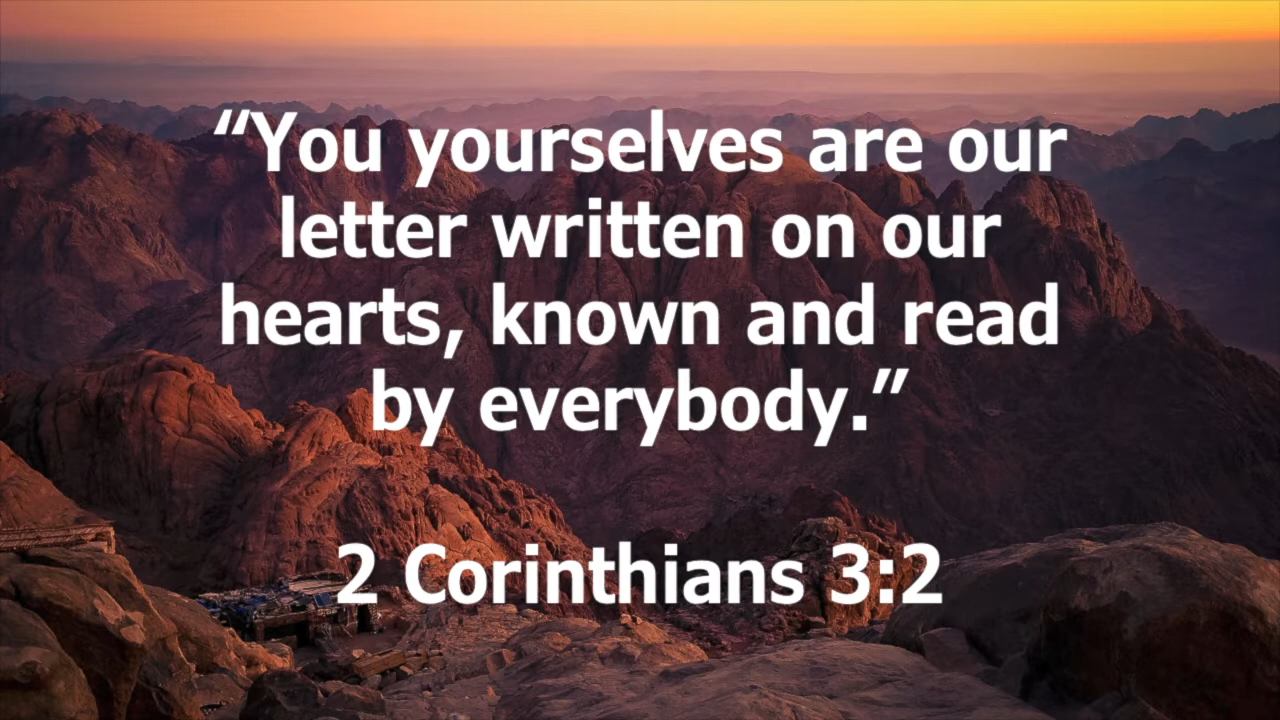 “You yourselves are our
letter written on our
hearts, known and read
by everybody.”
2 Corinthians 3:2